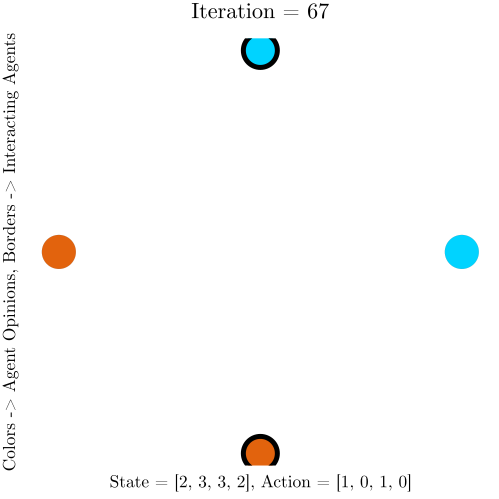 Iteration = 67
Colors -> Agent Opinions, Borders -> Interacting Agents
State = [2, 3, 3, 2], Action = [1, 0, 1, 0]